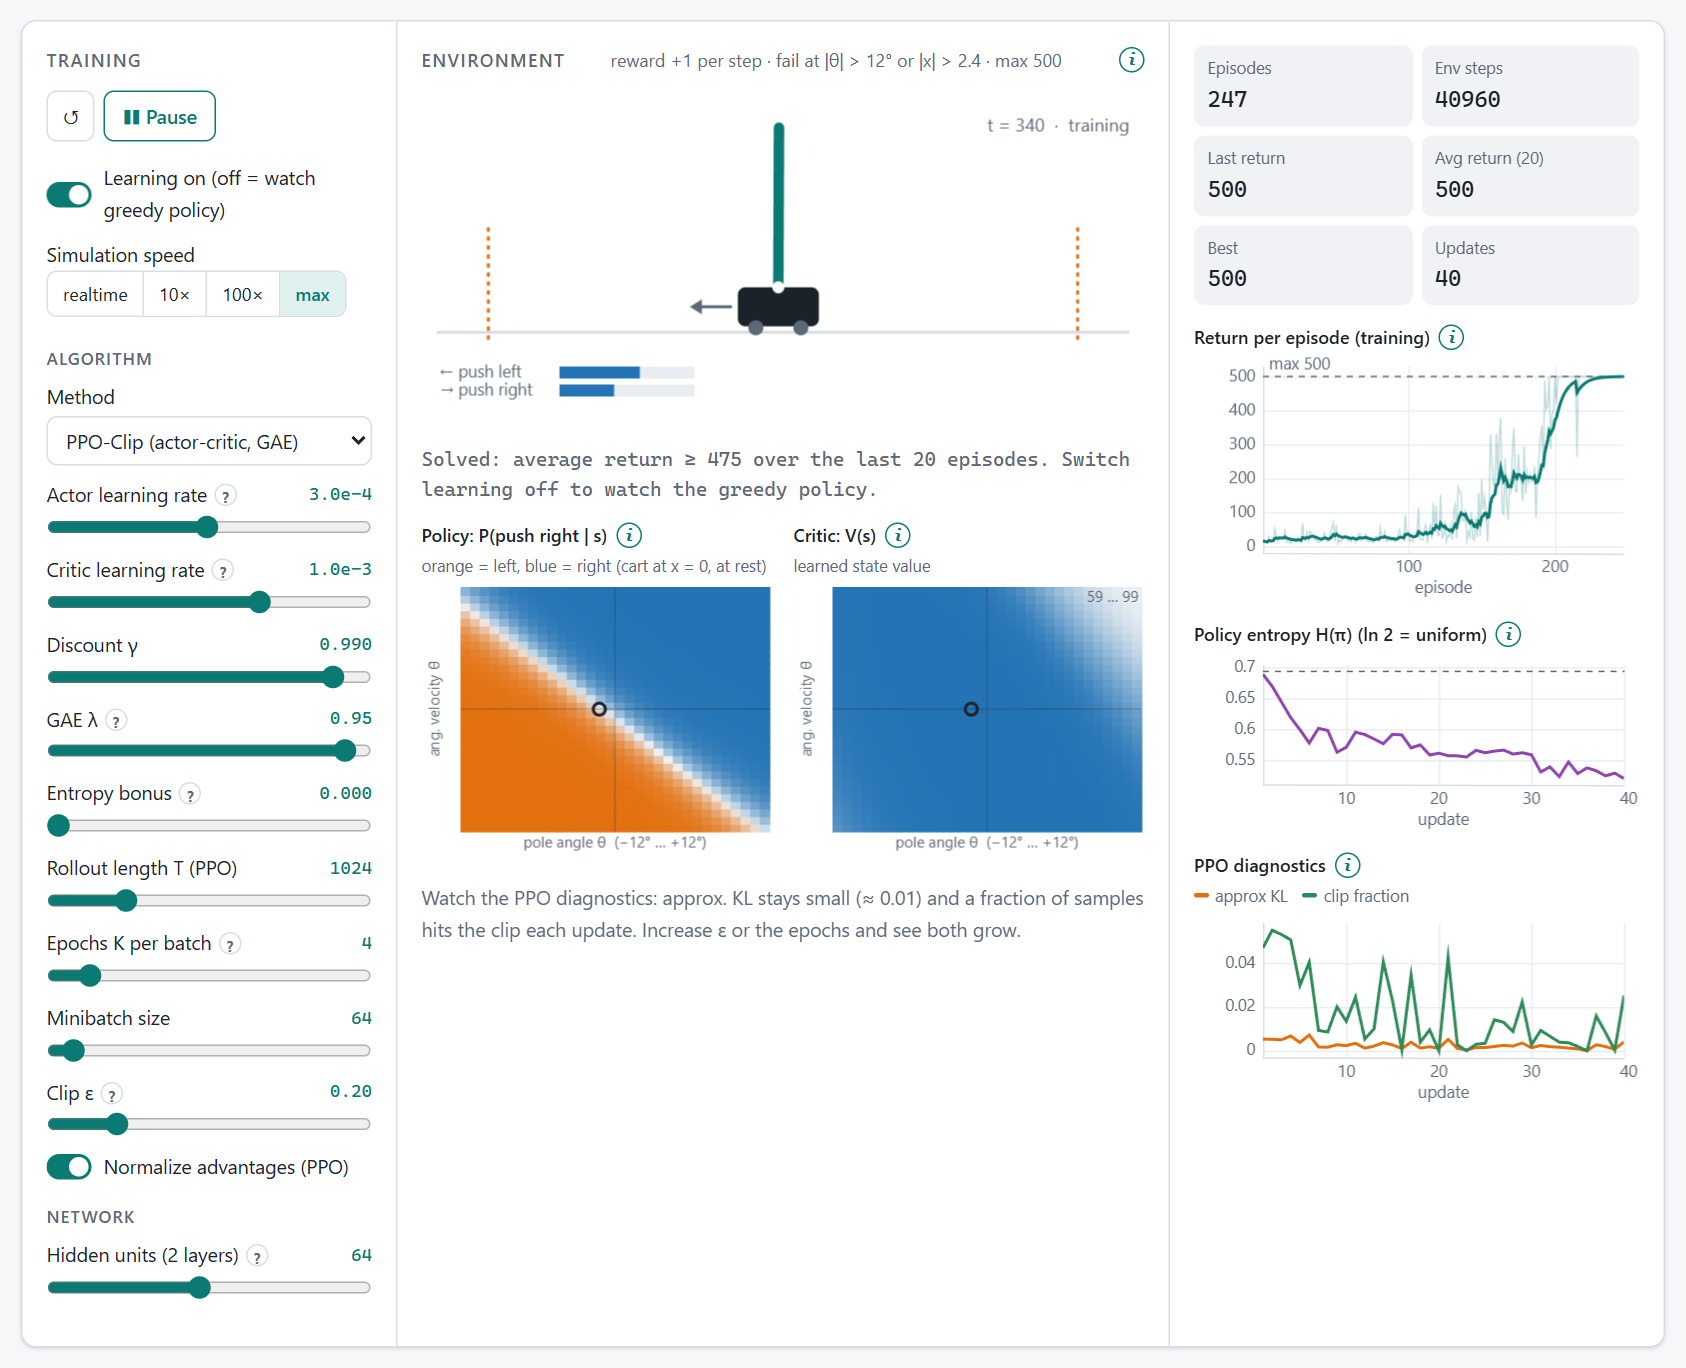 TRAINING
↺
Pause
Learning on (off = watch
greedy policy)
Simulation speed
realtime 10× 100× max
ALGORITHM
Method
PPO-Clip (actor-critic, GAE)
Actor learning rate ? 3.0e−4
Critic learning rate ? 1.0e−3
Discount γ 0.990
GAE λ ? 0.95
Entropy bonus ? 0.000
Rollout length T (PPO) 1024
Epochs K per batch ? 4
Minibatch size 64
Clip ε ? 0.20
Normalize advantages (PPO)
NETWORK
Hidden units (2 layers) ? 64
ENVIRONMENT reward +1 per step · fail at |θ| > 12° or |x| > 2.4 · max 500 i
t = 340 · training
← push left
→ push right
Solved: average return ≥ 475 over the last 20 episodes. Switch
learning off to watch the greedy policy.
Policy: P(push right | s) i
orange = left, blue = right (cart at x = 0, at rest)
ang. velocity θ
pole angle θ (−12° ... +12°)
Critic: V(s) i
learned state value
59 ... 99
ang. velocity θ
pole angle θ (−12° ... +12°)
Watch the PPO diagnostics: approx. KL stays small (≈ 0.01) and a fraction of samples
hits the clip each update. Increase ε or the epochs and see both grow.
Episodes
247
Env steps
40960
Last return
500
Avg return (20)
500
Best
500
Updates
40
Return per episode (training) i
max 500
500
400
300
200
100
0
100 200
episode
Policy entropy H(π) (ln 2 = uniform) i
0.7
0.65
0.6
0.55
10 20 30 40
update
PPO diagnostics i
approx KL clip fraction
0.04
0.02
0
10 20 30 40
update